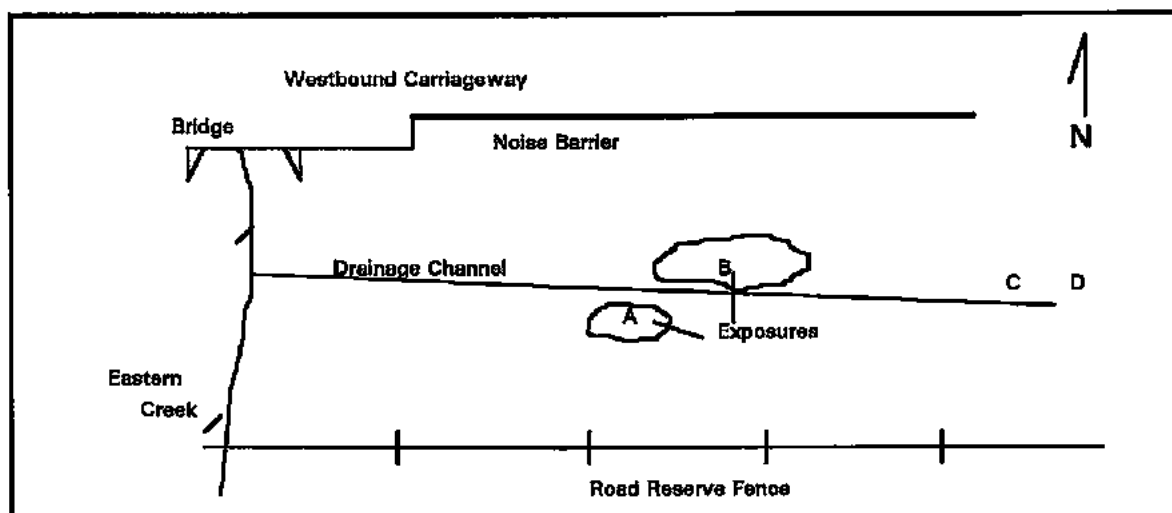 Westbound Carriageway
Bridge
Noise Barrier
N
Drainage Channel
B
C D
A
Exposures
Eastern
Creek
Road Reserve Fence